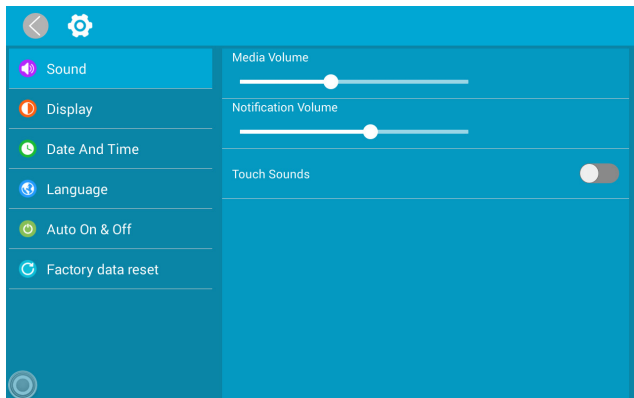 Sound
Display
Date And Time
Language
Auto On & Off
Factory data reset
Media Volume
Notification Volume
Touch Sounds